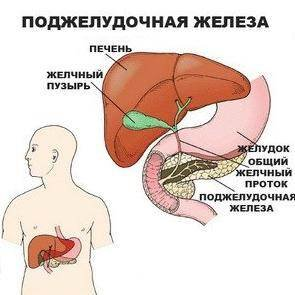 ПОДЖЕЛУДОЧНАЯ ЖЕЛЕЗА
ПЕЧЕНЬ
ЖЕЛЧНЫЙ
ПУЗЫРЬ
ЖЕЛУДОК
ОБЩИЙ
ЖЕЛЧНЫЙ
ПРОТОК
ПОДЖЕЛУДОЧНАЯ
ЖЕЛЕЗА